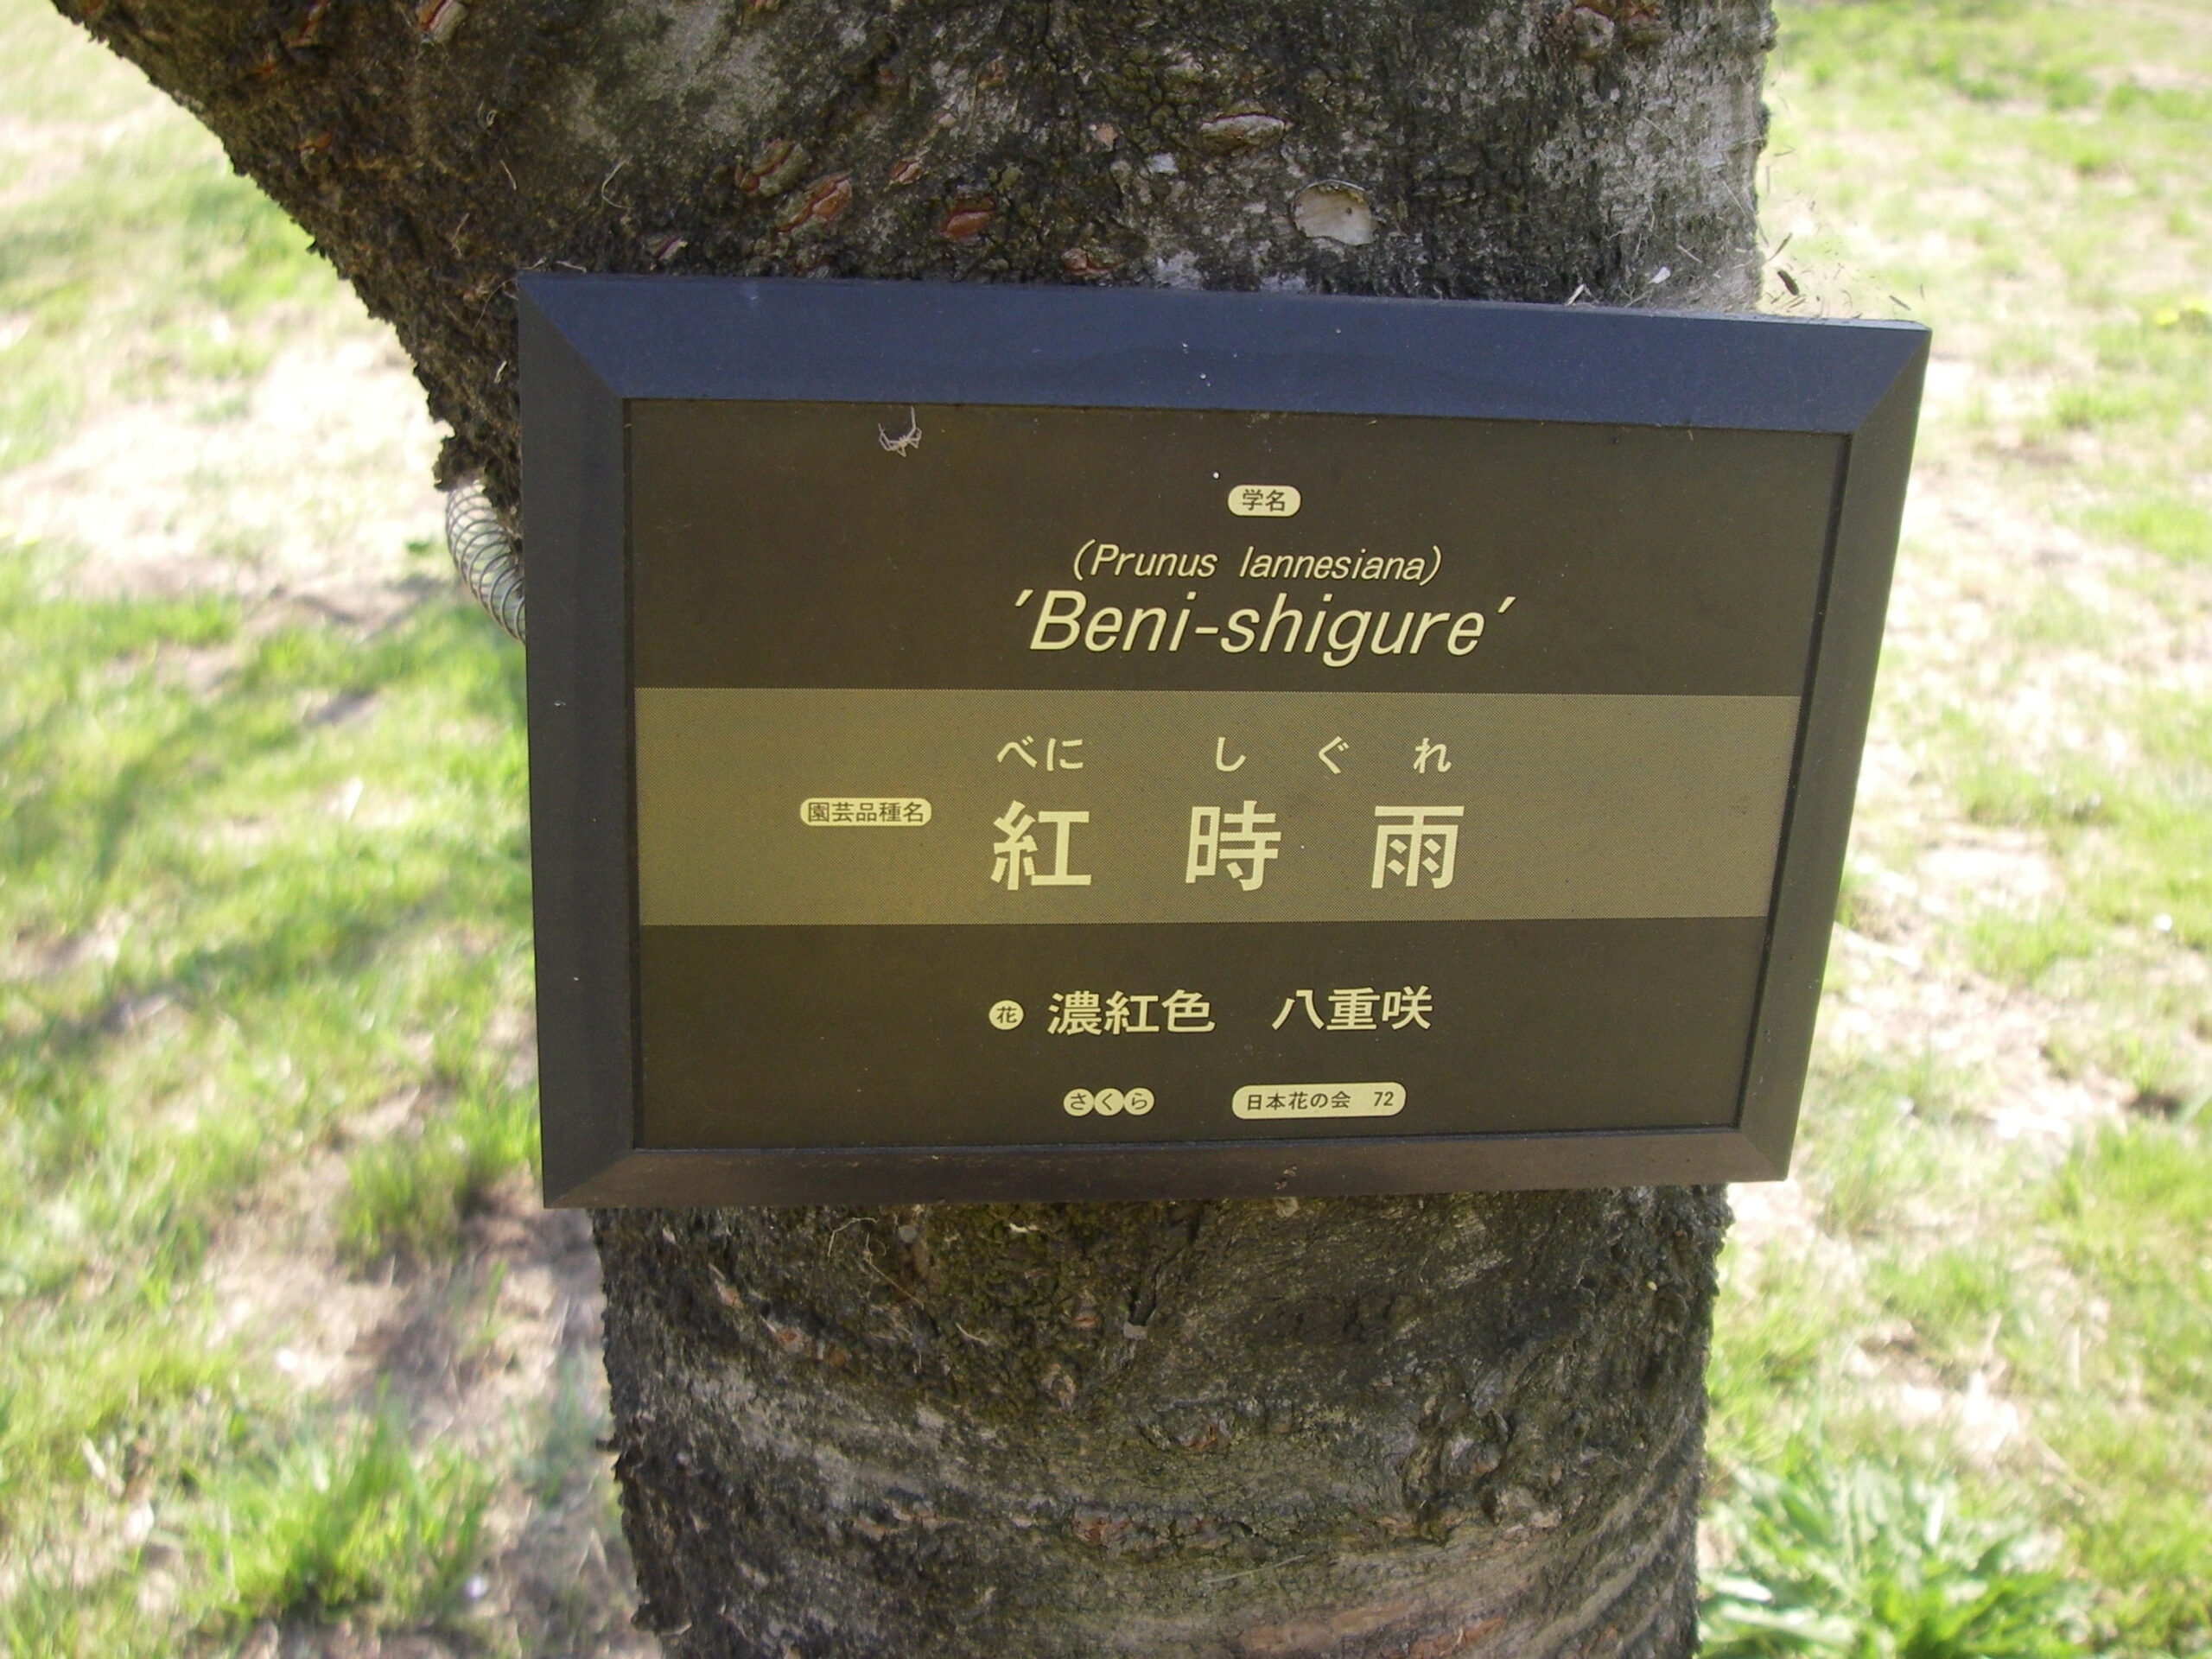 学名
(Prunus lannesiana)
'Beni-shigure'
べに し ぐ れ
園芸品種名 紅時雨
花 濃紅色 八重咲
さくら 日本花の会 72